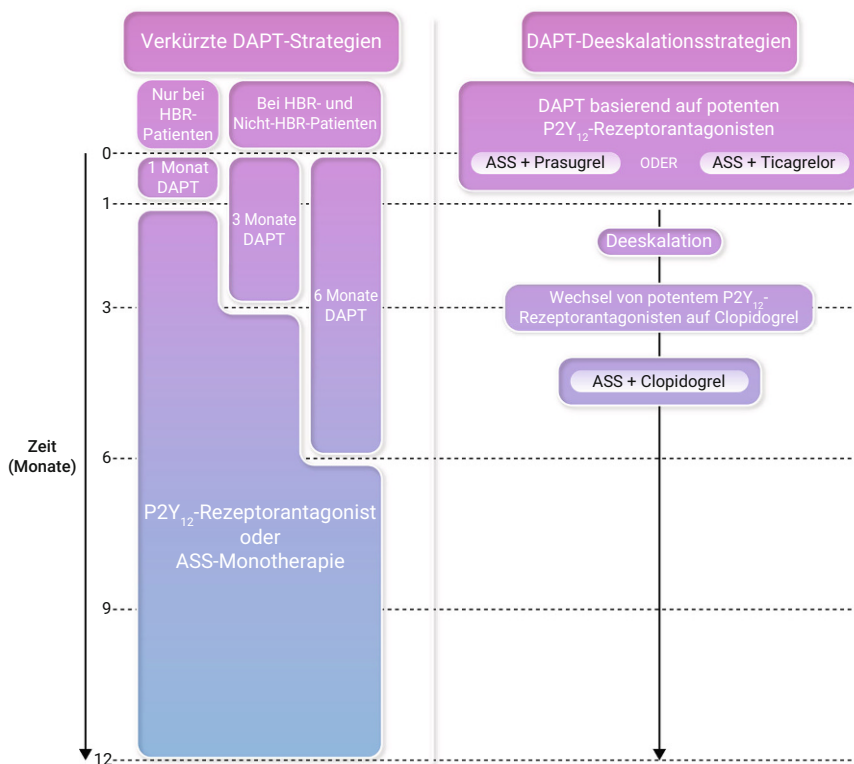 Verkürzte DAPT-Strategien
Nur bei
HBR-
Patienten
Bei HBR- und
Nicht-HBR-Patienten
1 Monat
DAPT
3 Monate
DAPT
6 Monate
DAPT
P2Y₁₂-Rezeptorantagonist
oder
ASS-Monotherapie
DAPT-Deeskalationsstrategien
DAPT basierend auf potenten
P2Y₁₂-Rezeptorantagonisten
ASS + Prasugrel ODER ASS + Ticagrelor
Deeskalation
Wechsel von potentem P2Y₁₂-
Rezeptorantagonisten auf Clopidogrel
ASS + Clopidogrel
Zeit
(Monate)
0
1
3
6
9
12